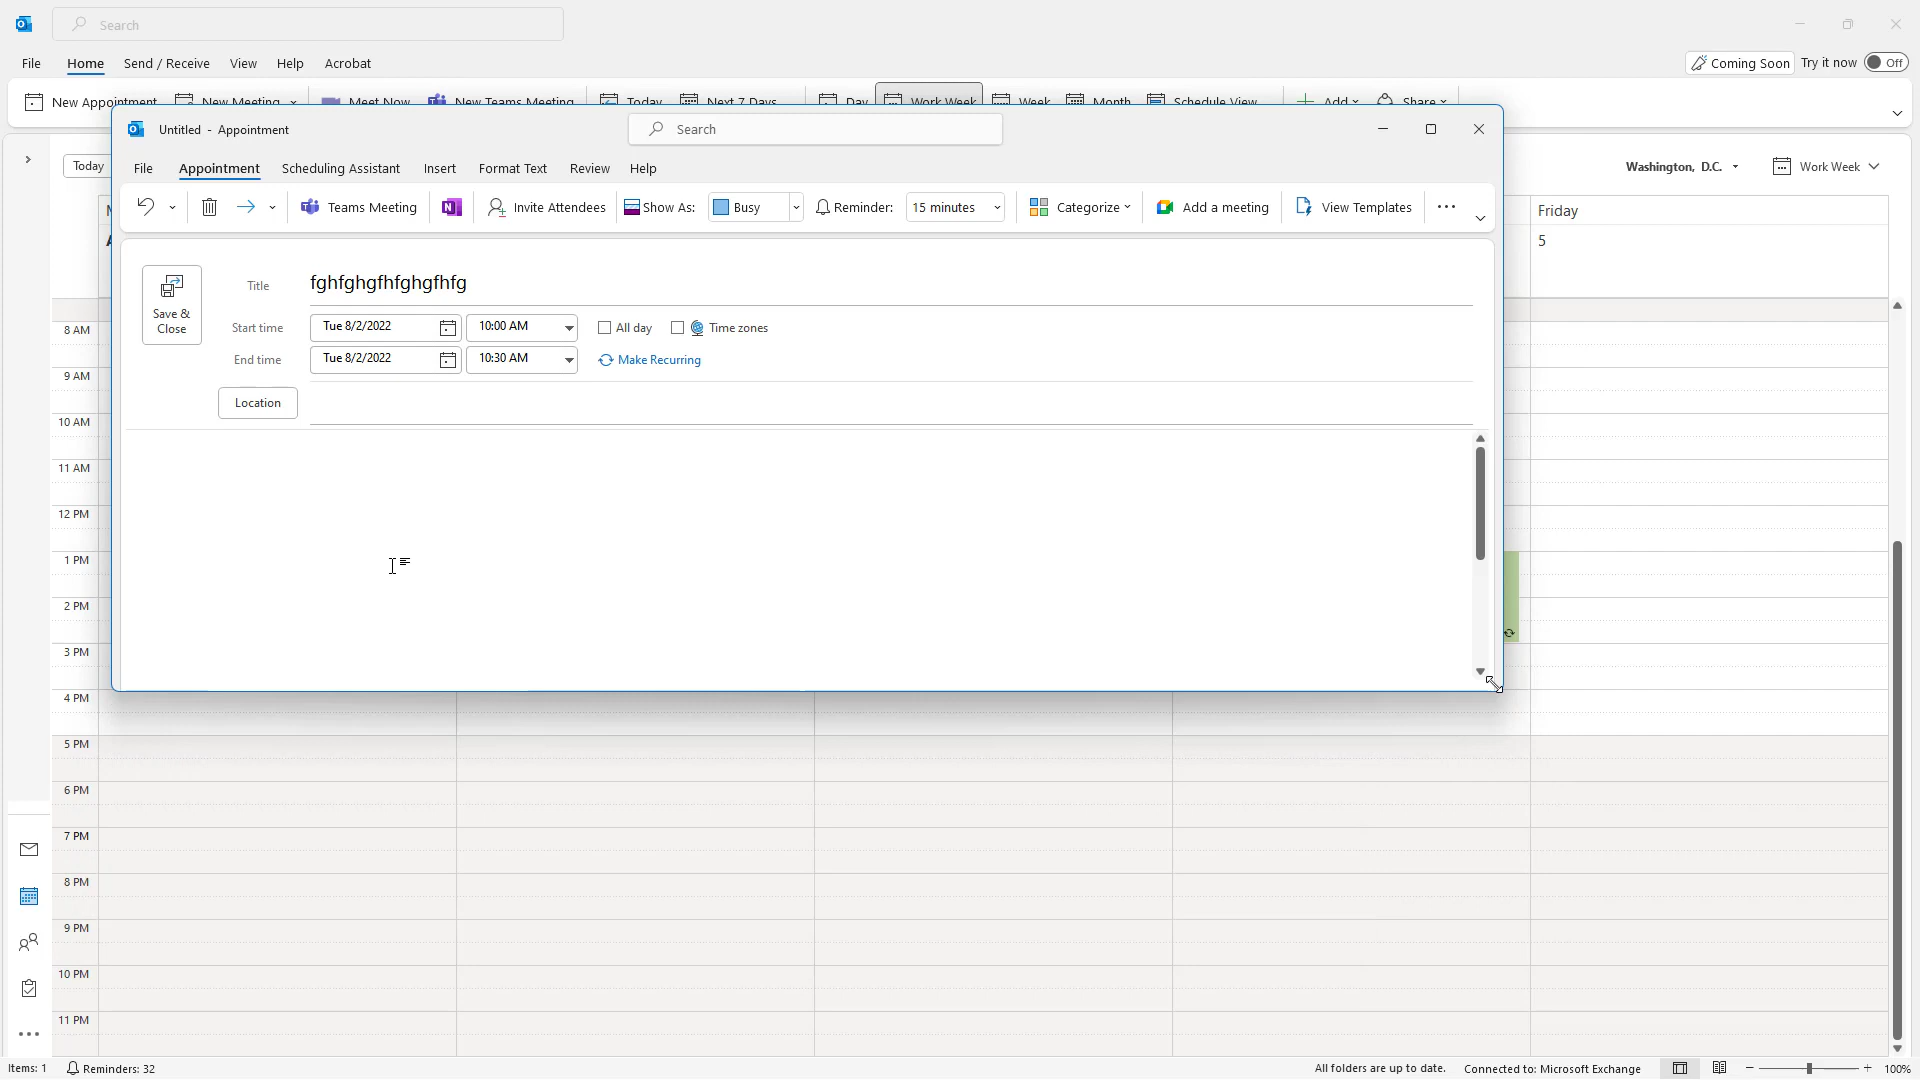 Search
File Home Send / Receive View Help Acrobat
Coming Soon Try it now Off
New Appointment New Meeting Meet Now New Teams Meeting Today Next 7 Days Day Work Week Week Month Schedule View Add Share
Untitled - Appointment Search
File Appointment Scheduling Assistant Insert Format Text Review Help
Teams Meeting Invite Attendees Show As: Busy Reminder: 15 minutes Categorize Add a meeting View Templates
Today
Washington, D.C. Work Week
Friday
5
Title fghfghgfhfghgfhfg
Save &
Close
Start time Tue 8/2/2022 10:00 AM All day Time zones
End time Tue 8/2/2022 10:30 AM Make Recurring
Location
8 AM
9 AM
10 AM
11 AM
12 PM
1 PM
2 PM
3 PM
4 PM
5 PM
6 PM
7 PM
8 PM
9 PM
10 PM
11 PM
Items: 1 Reminders: 32 All folders are up to date. Connected to: Microsoft Exchange 100%